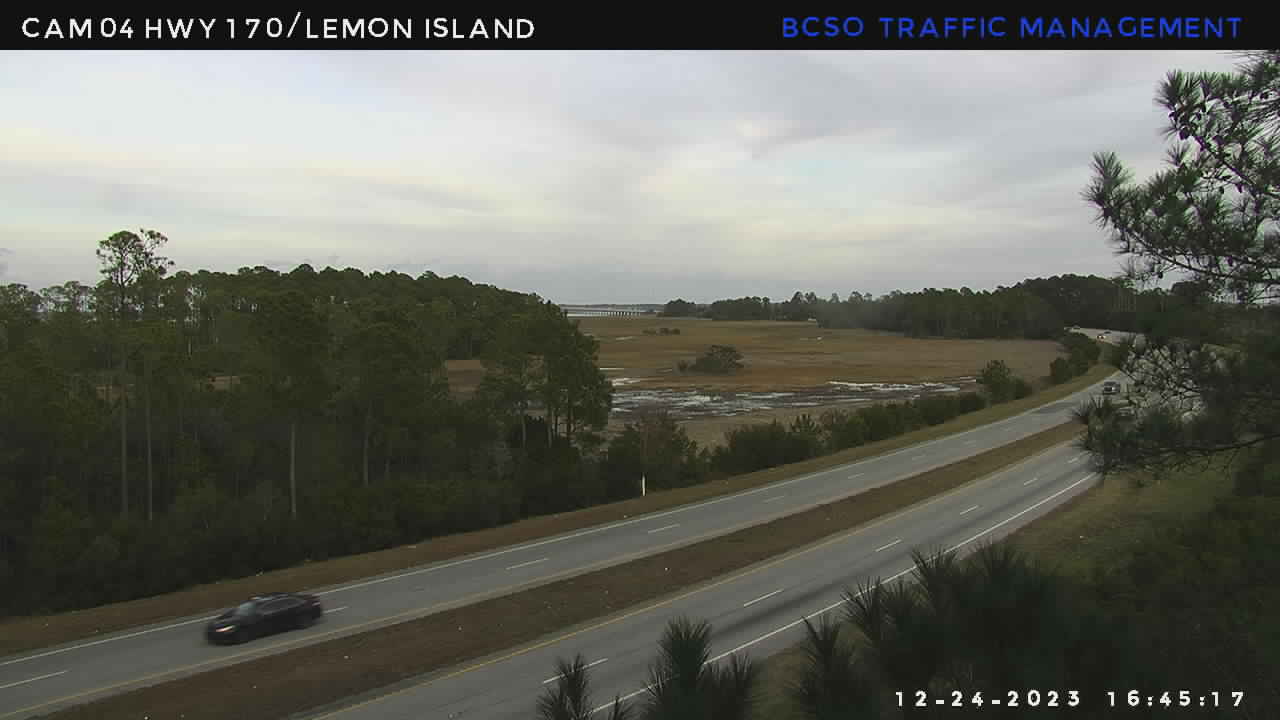 CAM04 HWY 170/LEMON ISLAND
BCSO TRAFFIC MANAGEMENT
12-24-2023 16:45:17